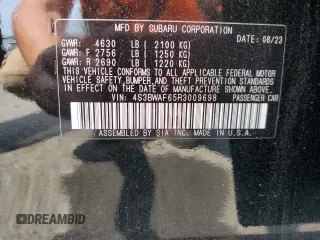 MFD BY SUBARU CORPORATION
DATE: 08/23
GVWR: 4630 LB ( 2100 KG)
GAWR: F 2756 LB ( 1250 KG)
GAWR: R 2690 LB ( 1220 KG)
THIS VEHICLE CONFORMS TO ALL APPLICABLE FEDERAL MOTOR
VEHICLE SAFETY, BUMPER, AND THEFT PREVENTION STANDARDS
IN EFFECT ON THE DATE OF MANUFACTURE SHOWN ABOVE.
VIN: 4S3BWAF65R3009698 PASSENGER CAR
ASSEMBLED BY SIA MADE IN U.S.A.
DREAMBID